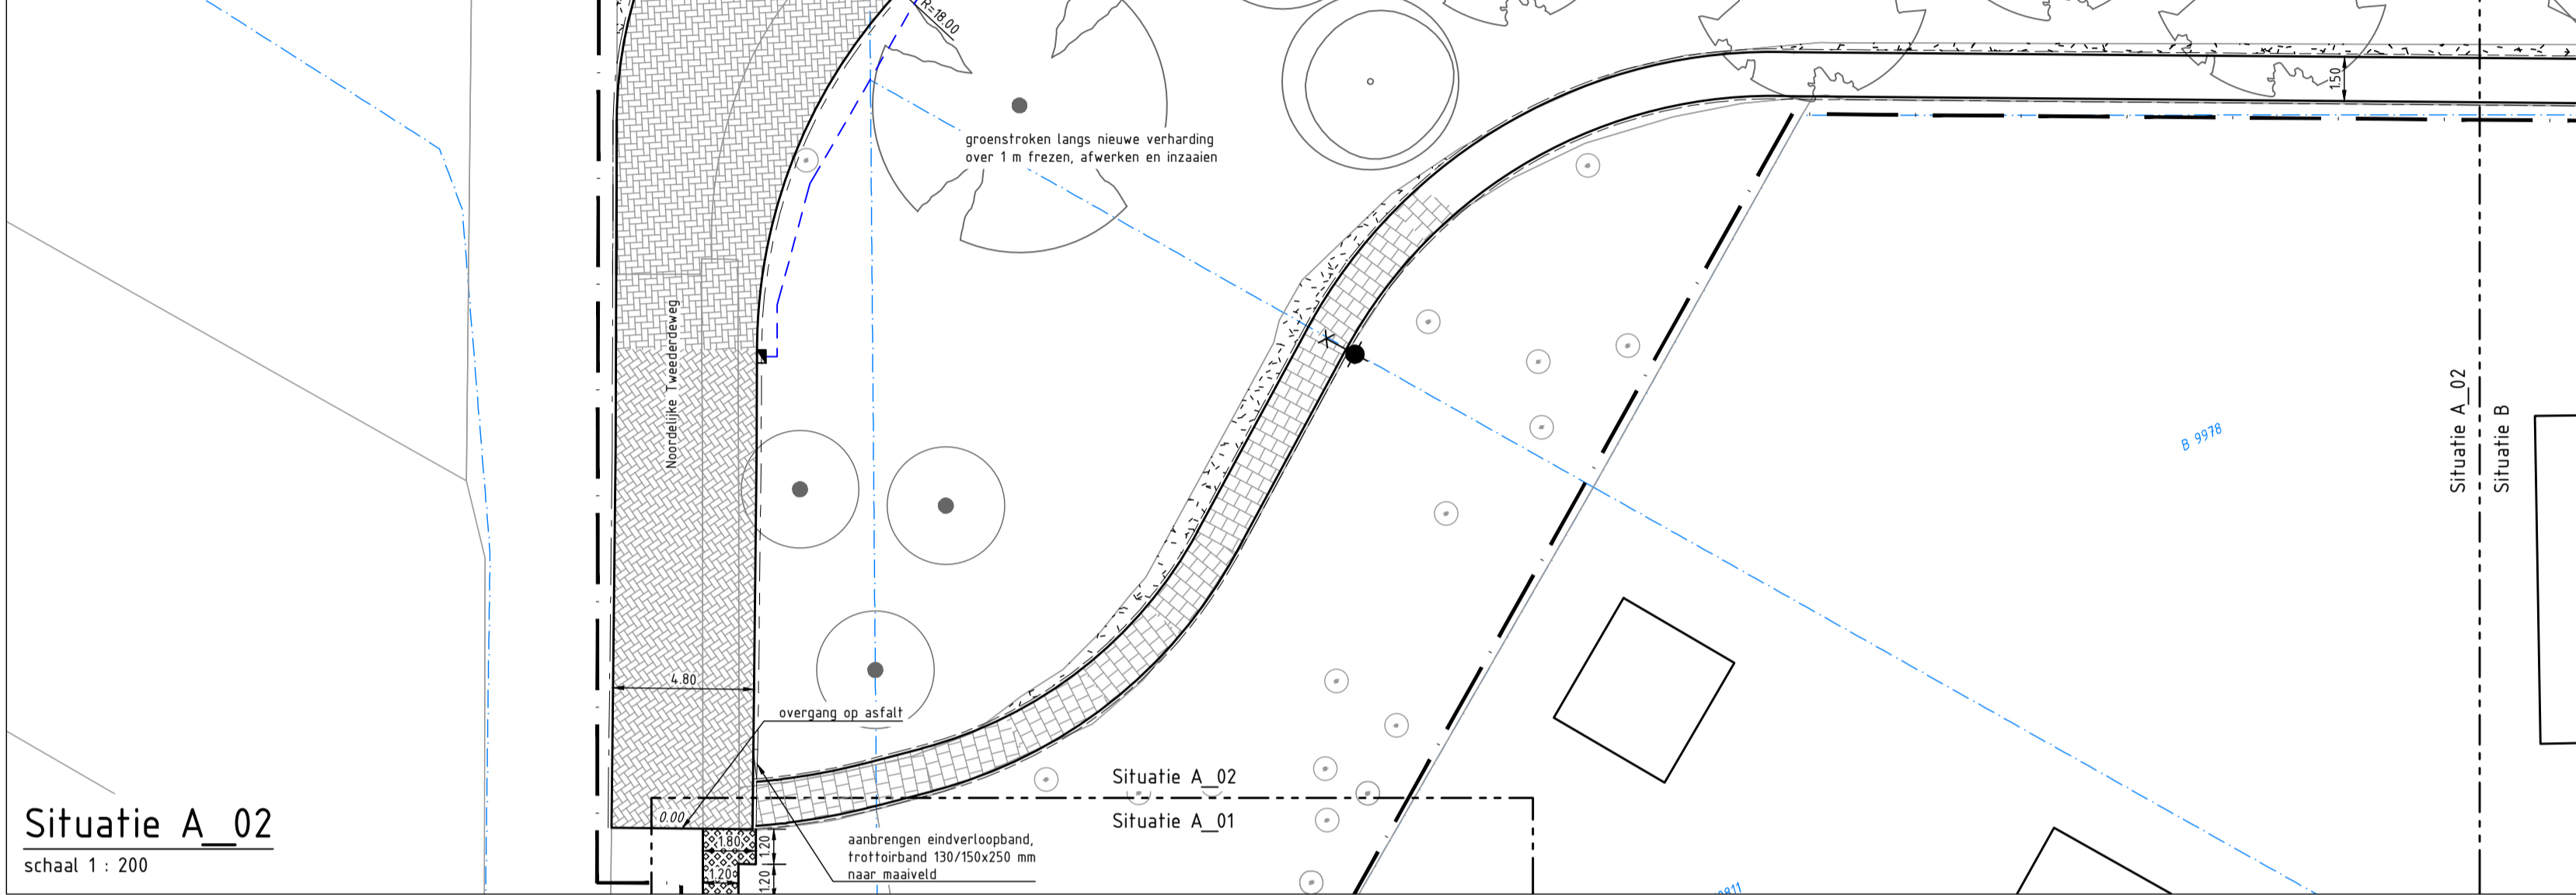 R=18.00
groenstroken langs nieuwe verharding
over 1 m frezen, afwerken en inzaaien
1.50
Noordelijke Tweederdeweg
Situatie A_02
Situatie B
B 9978
4.80
overgang op asfalt
Situatie A_02
Situatie A_01
0.00
1.80
1.20
1.20
1.20
aanbrengen eindverloopband,
trottoirband 130/150x250 mm
naar maaiveld
Situatie A_02
schaal 1 : 200